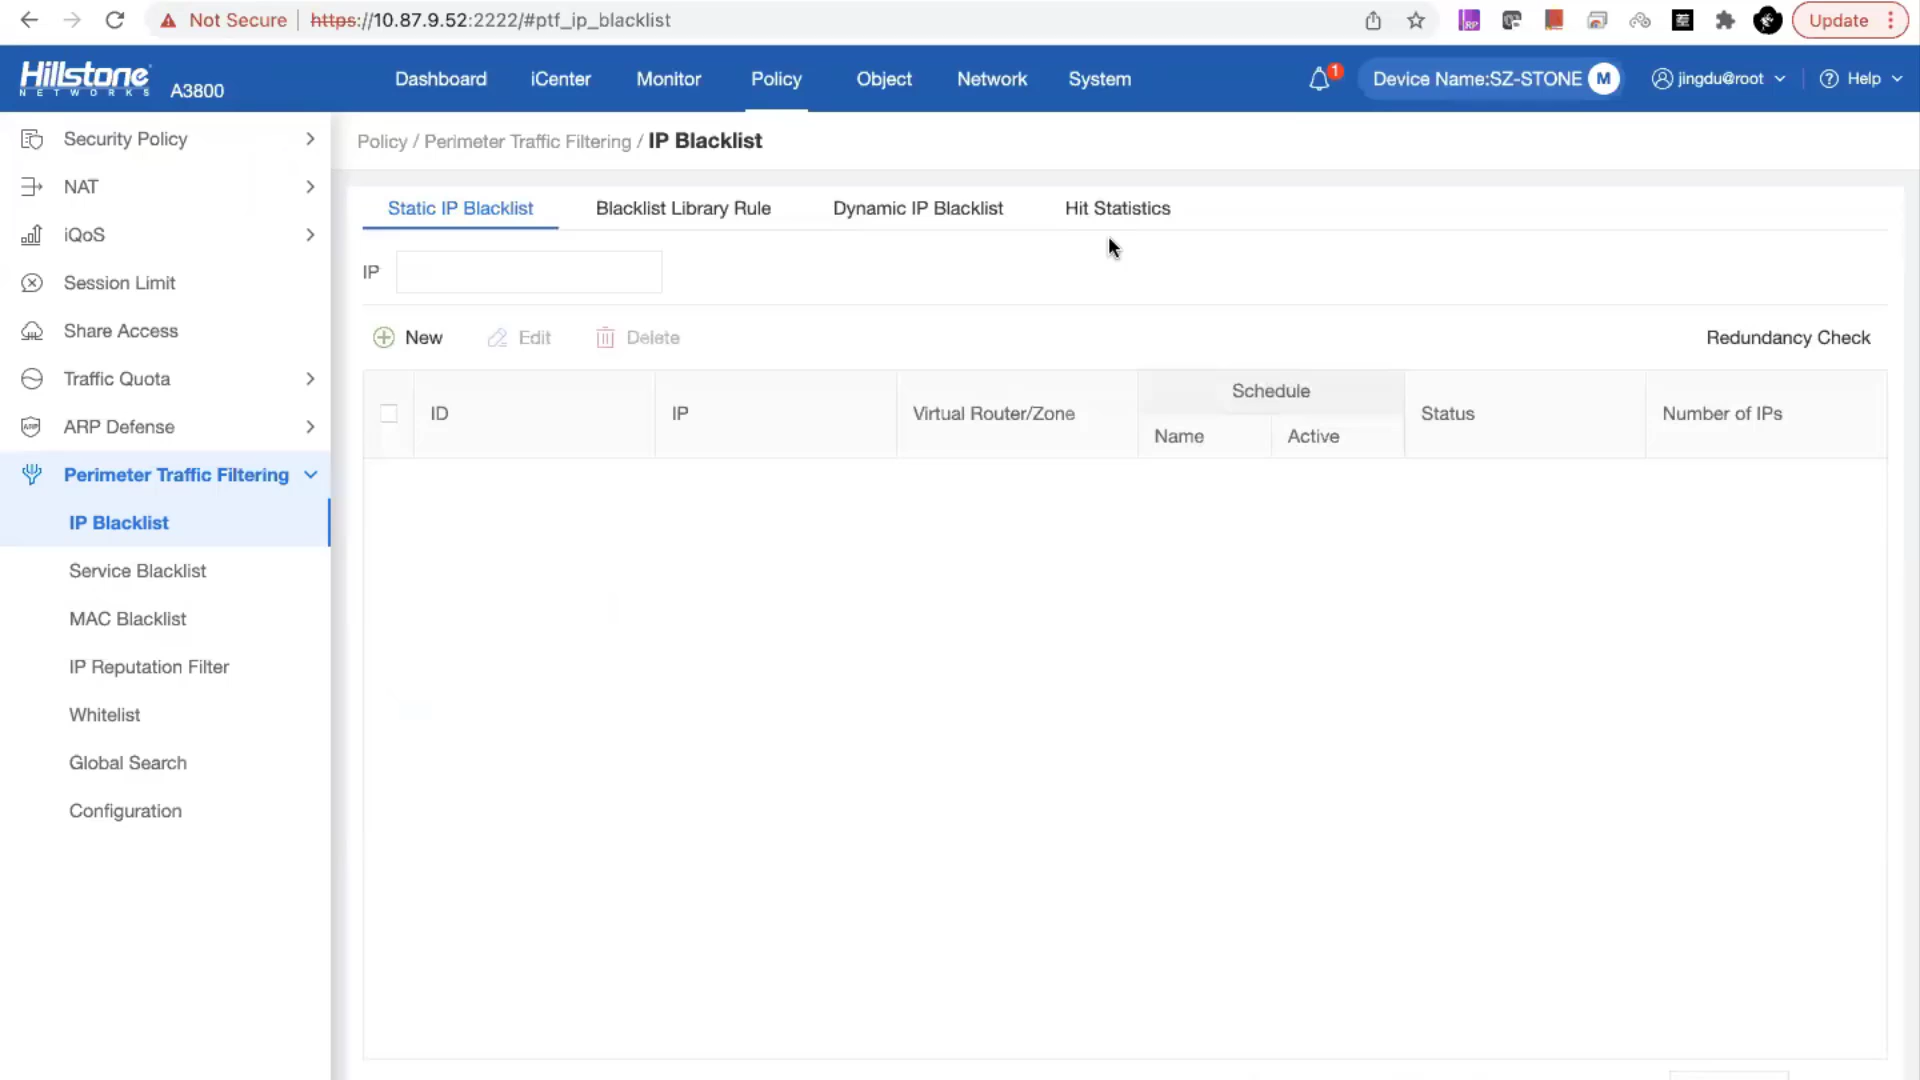 Not Secure https://10.87.9.52:2222/#ptf_ip_blacklist
RP
差
Update
Hillstone
NETWORKS
A3800
Dashboard iCenter Monitor Policy Object Network System
1
Device Name:SZ-STONE M
jingdu@root
Help
Security Policy
NAT
iQoS
Session Limit
Share Access
Traffic Quota
ARP ARP Defense
Perimeter Traffic Filtering
IP Blacklist
Service Blacklist
MAC Blacklist
IP Reputation Filter
Whitelist
Global Search
Configuration
Policy / Perimeter Traffic Filtering / IP Blacklist
Static IP Blacklist Blacklist Library Rule Dynamic IP Blacklist Hit Statistics
IP
New Edit Delete Redundancy Check
ID IP Virtual Router/Zone Schedule Status Number of IPs
Name Active